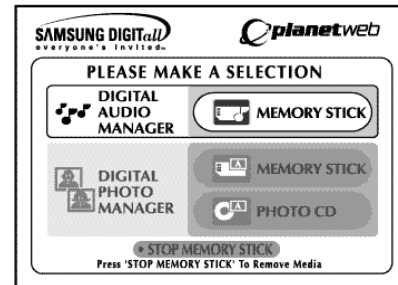 SAMSUNG DIGITall
everyone's invited™
planetweb
PLEASE MAKE A SELECTION
DIGITAL
AUDIO
MANAGER
MEMORY STICK
DIGITAL
PHOTO
MANAGER
A
MEMORY STICK
A
PHOTO CD
• STOP MEMORY STICK
Press 'STOP MEMORY STICK' To Remove Media